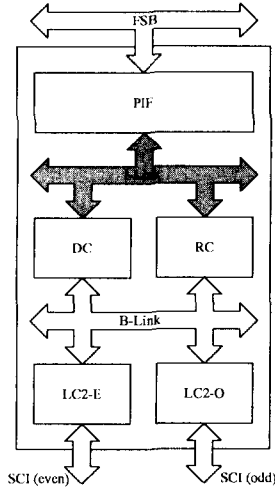 FSB
PIF
DC
RC
B-Link
LC2-E
LC2-O
SCI (even)
SCI (odd)